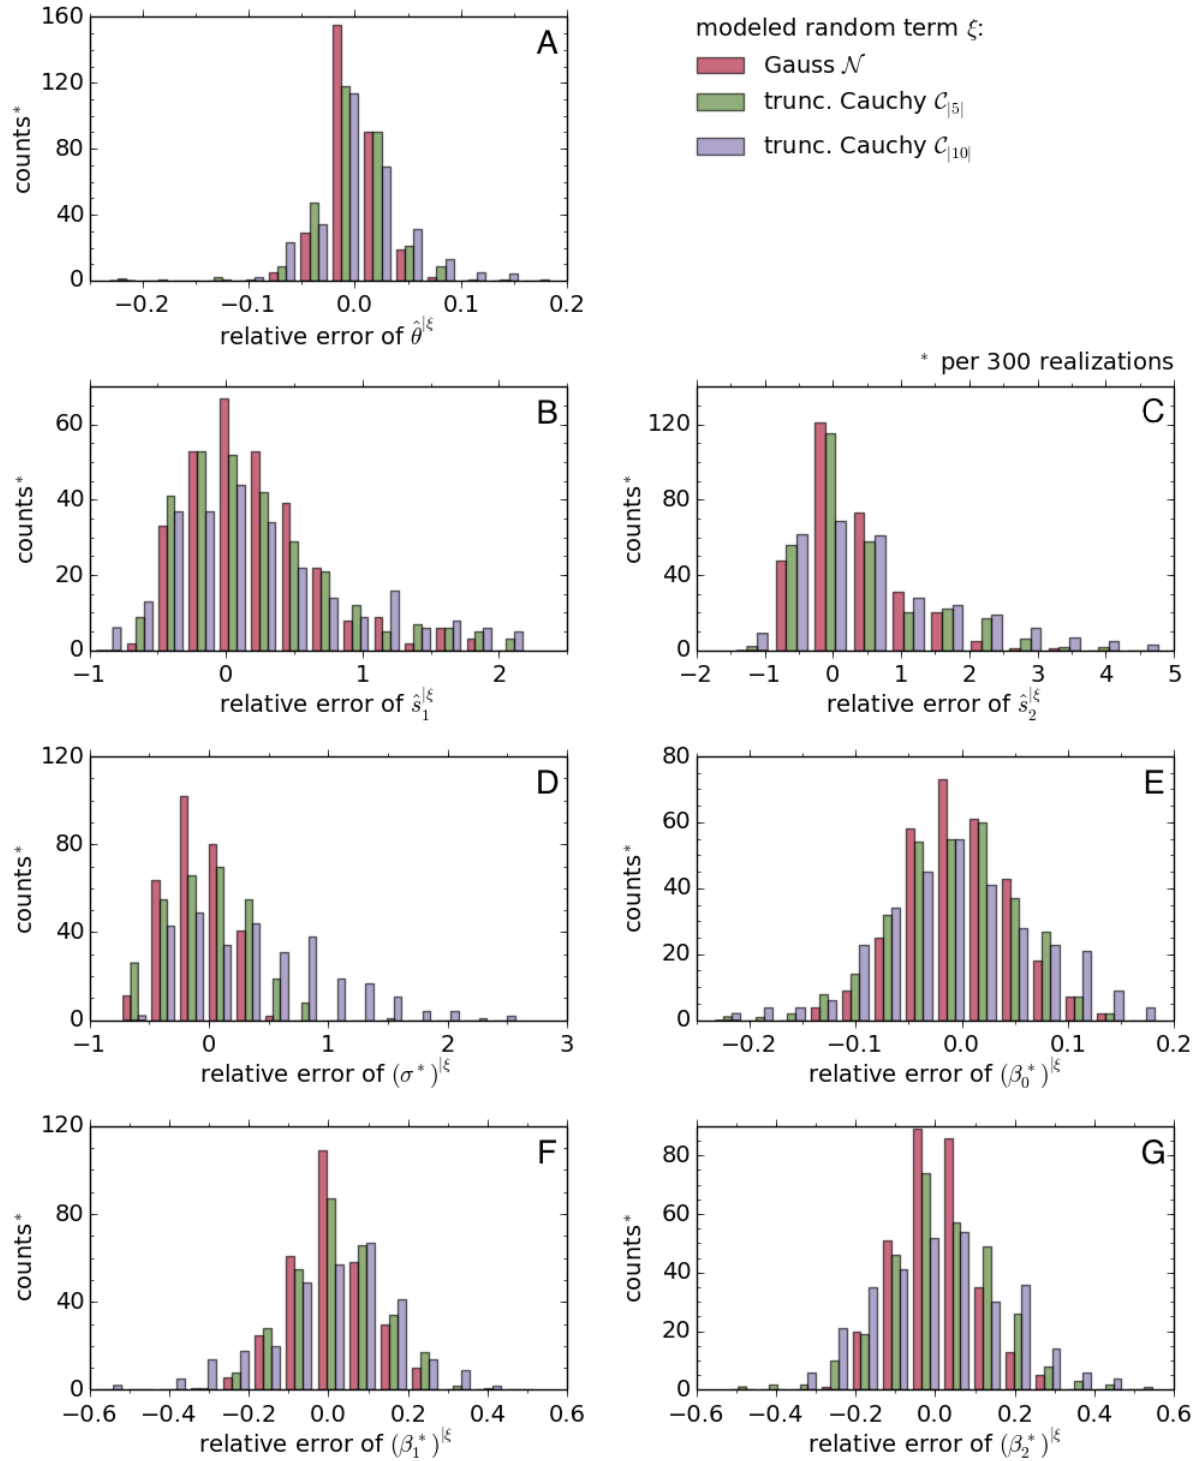 A
160
120
80
40
0
counts*
−0.2 −0.1 0.0 0.1 0.2
relative error of θ̂^|ξ
modeled random term ξ:
Gauss 𝒩
trunc. Cauchy 𝒞_|5|
trunc. Cauchy 𝒞_|10|
* per 300 realizations
B
60
40
20
0
counts*
−1 0 1 2
relative error of ŝ_1^|ξ
C
120
80
40
0
counts*
−2 −1 0 1 2 3 4 5
relative error of ŝ_2^|ξ
D
120
80
40
0
counts*
−1 0 1 2 3
relative error of (σ*)^|ξ
E
80
60
40
20
0
counts*
−0.2 −0.1 0.0 0.1 0.2
relative error of (β_0*)^|ξ
F
120
80
40
0
counts*
−0.6 −0.4 −0.2 0.0 0.2 0.4 0.6
relative error of (β_1*)^|ξ
G
80
60
40
20
0
counts*
−0.6 −0.4 −0.2 0.0 0.2 0.4 0.6
relative error of (β_2*)^|ξ